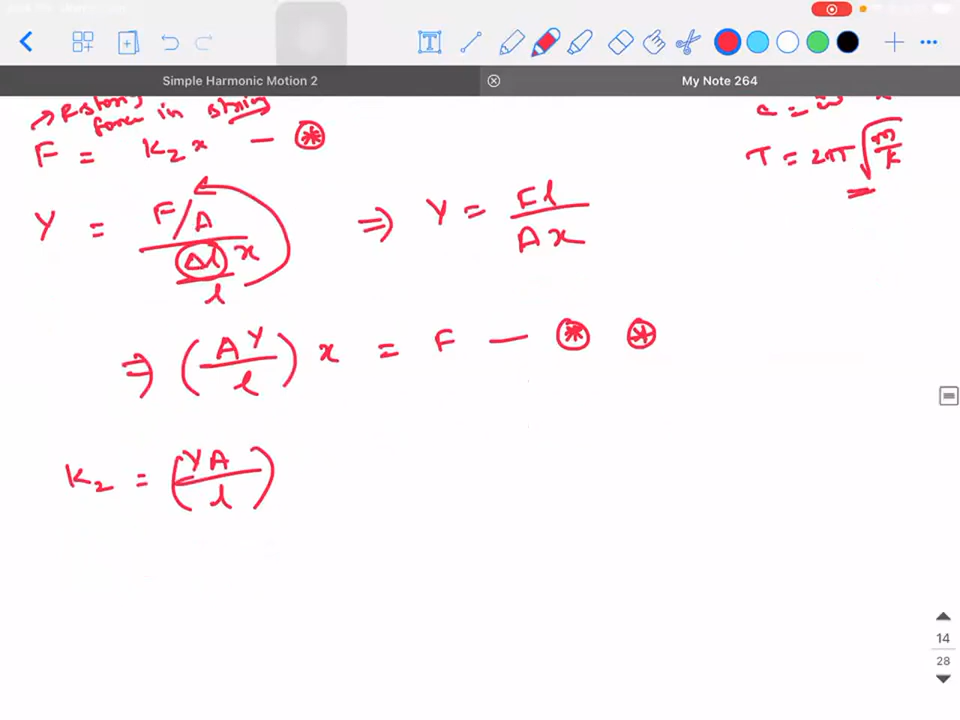 Simple Harmonic Motion 2
My Note 264
→ Restoring force in string
F = K₂x — ⊛
T = 2π√(m/k)
Y = (F/A)/(Δl/l) x ⇒ Y = Fl/Ax
⇒ (AY/l) x = F — ⊛ ⊛
K₂ = (YA/l)
14
28